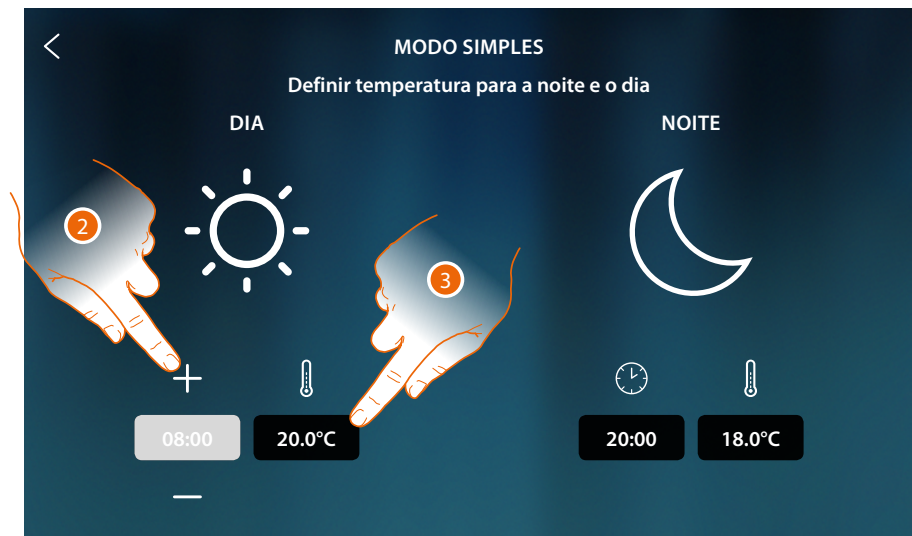 MODO SIMPLES
Definir temperatura para a noite e o dia
DIA
NOITE
2
3
08:00
20.0°C
20:00
18.0°C